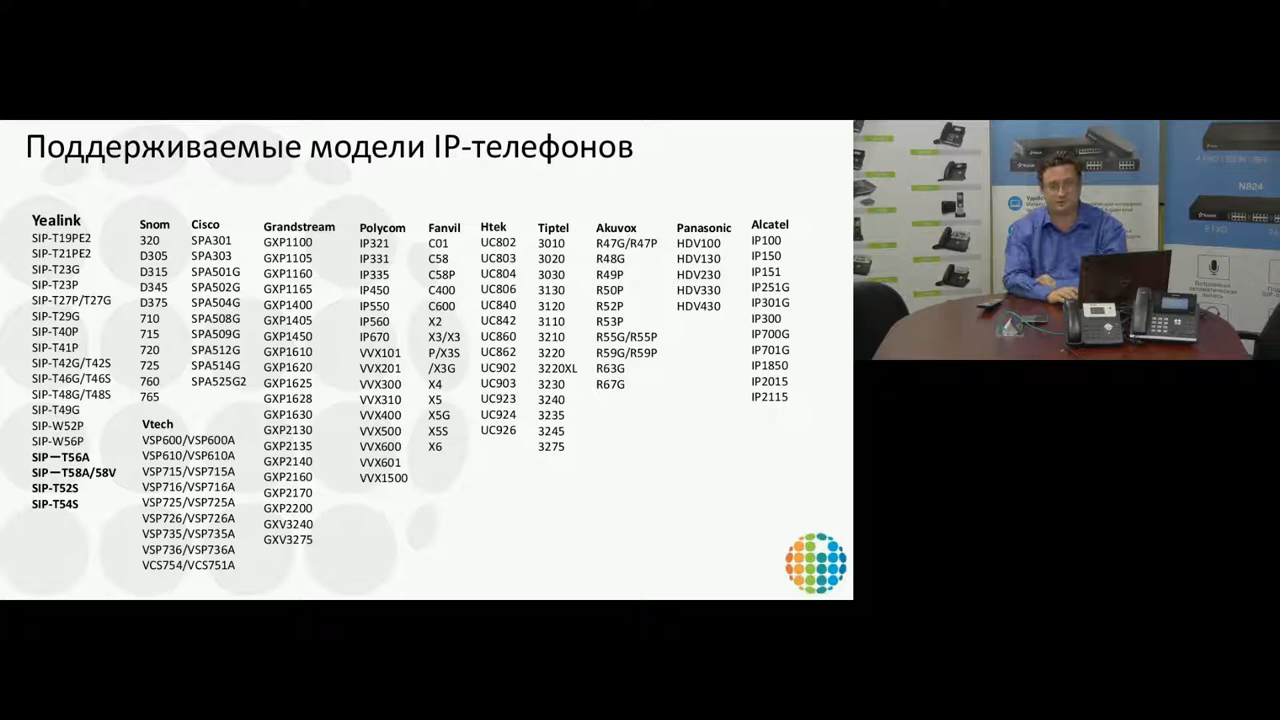 Поддерживаемые модели IP-телефонов
Yealink
SIP-T19PE2
SIP-T21PE2
SIP-T23G
SIP-T23P
SIP-T27P/T27G
SIP-T29G
SIP-T40P
SIP-T41P
SIP-T42G/T42S
SIP-T46G/T46S
SIP-T48G/T48S
SIP-T49G
SIP-W52P
SIP-W56P
SIP—T56A
SIP—T58A/58V
SIP-T52S
SIP-T54S
Snom
320
D305
D315
D345
D375
710
715
720
725
760
765
Cisco
SPA301
SPA303
SPA501G
SPA502G
SPA504G
SPA508G
SPA509G
SPA512G
SPA514G
SPA525G2
Vtech
VSP600/VSP600A
VSP610/VSP610A
VSP715/VSP715A
VSP716/VSP716A
VSP725/VSP725A
VSP726/VSP726A
VSP735/VSP735A
VSP736/VSP736A
VCS754/VCS751A
Grandstream
GXP1100
GXP1105
GXP1160
GXP1165
GXP1400
GXP1405
GXP1450
GXP1610
GXP1620
GXP1625
GXP1628
GXP1630
GXP2130
GXP2135
GXP2140
GXP2160
GXP2170
GXP2200
GXV3240
GXV3275
Polycom
IP321
IP331
IP335
IP450
IP550
IP560
IP670
VVX101
VVX201
VVX300
VVX310
VVX400
VVX500
VVX600
VVX601
VVX1500
Fanvil
C01
C58
C58P
C400
C600
X2
X3/X3
P/X3S
/X3G
X4
X5
X5G
X5S
X6
Htek
UC802
UC803
UC804
UC806
UC840
UC842
UC860
UC862
UC902
UC903
UC923
UC924
UC926
Tiptel
3010
3020
3030
3130
3120
3110
3210
3220
3220XL
3230
3240
3235
3245
3275
Akuvox
R47G/R47P
R48G
R49P
R50P
R52P
R53P
R55G/R55P
R59G/R59P
R63G
R67G
Panasonic
HDV100
HDV130
HDV230
HDV330
HDV430
Alcatel
IP100
IP150
IP151
IP251G
IP301G
IP300
IP700G
IP701G
IP1850
IP2015
IP2115
N824
8 FXO